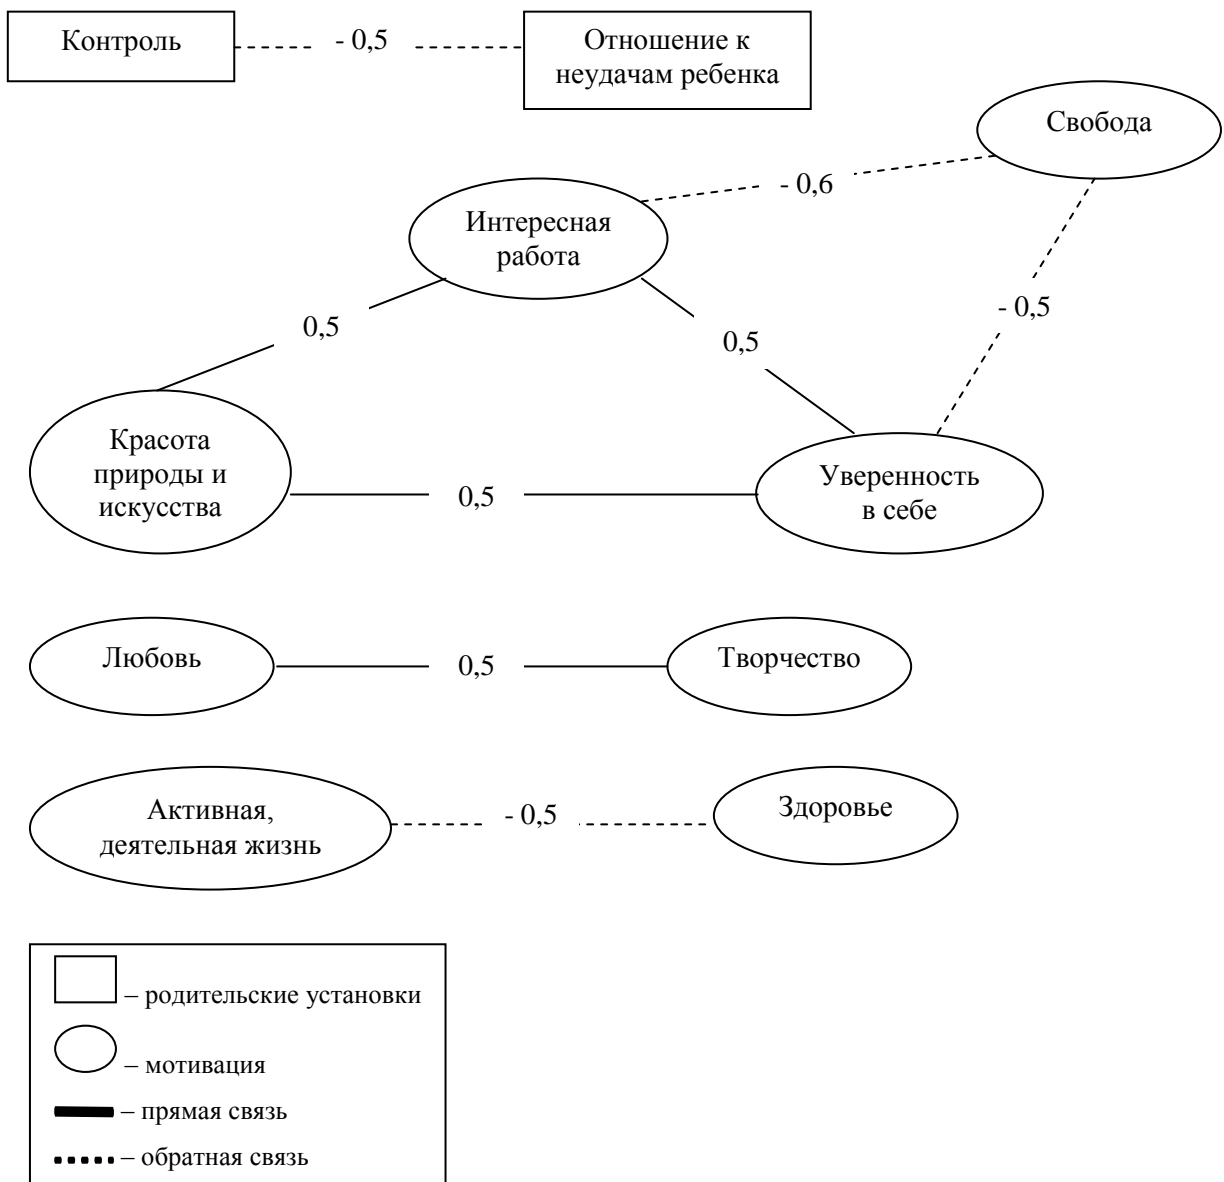 Контроль
- 0,5
Отношение к
неудачам ребенка
Свобода
- 0,6
Интересная
работа
- 0,5
0,5
0,5
Красота
природы и
искусства
0,5
Уверенность
в себе
Любовь
0,5
Творчество
Активная,
деятельная жизнь
- 0,5
Здоровье
– родительские установки
– мотивация
– прямая связь
– обратная связь